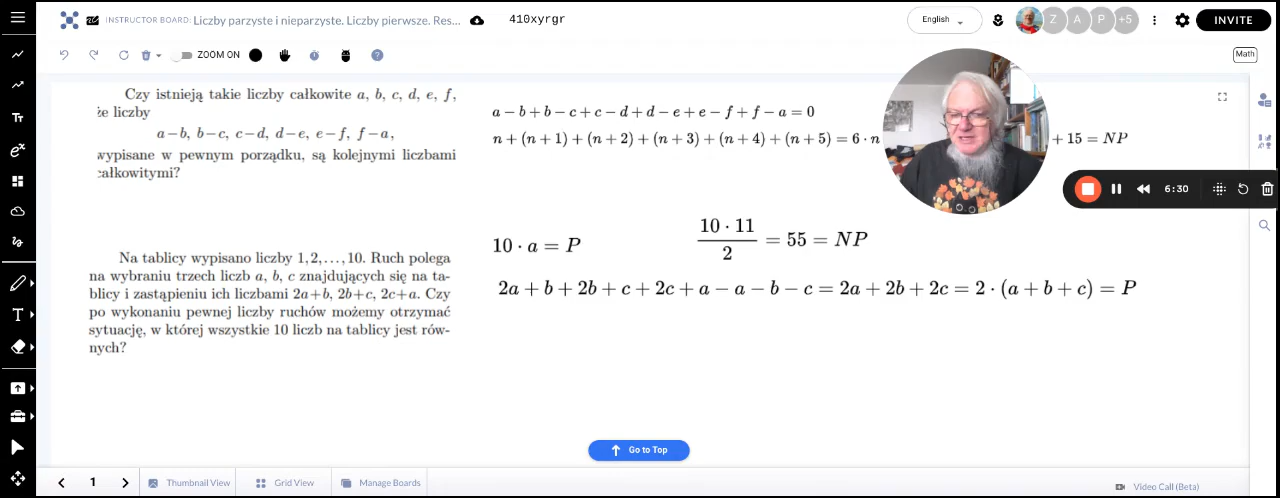 INSTRUCTOR BOARD: Liczby parzyste i nieparzyste. Liczby pierwsze. Res...
410xyrgr
English
Z A P +5
INVITE
ZOOM ON
Math
Czy istnieją takie liczby całkowite a, b, c, d, e, f,
że liczby
a−b, b−c, c−d, d−e, e−f, f−a,
wypisane w pewnym porządku, są kolejnymi liczbami
całkowitymi?
a − b + b − c + c − d + d − e + e − f + f − a = 0
n + (n + 1) + (n + 2) + (n + 3) + (n + 4) + (n + 5) = 6 · n + 15 = NP
6:30
Na tablicy wypisano liczby 1, 2, . . . , 10. Ruch polega
na wybraniu trzech liczb a, b, c znajdujących się na ta-
blicy i zastąpieniu ich liczbami 2a+b, 2b+c, 2c+a. Czy
po wykonaniu pewnej liczby ruchów możemy otrzymać
sytuację, w której wszystkie 10 liczb na tablicy jest rów-
nych?
10 · a = P
10 · 11 / 2 = 55 = NP
2a + b + 2b + c + 2c + a − a − b − c = 2a + 2b + 2c = 2 · (a + b + c) = P
Go to Top
1
Thumbnail View
Grid View
Manage Boards
Video Call (Beta)